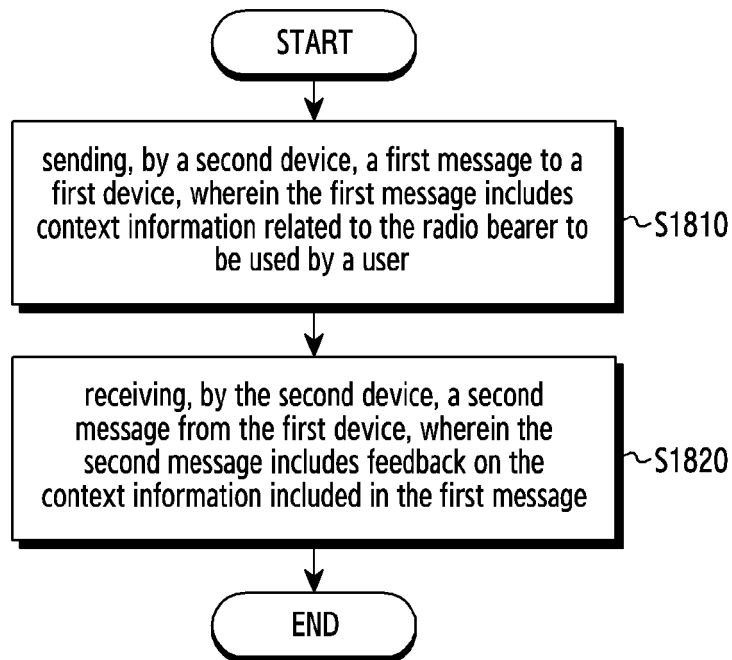 START
sending, by a second device, a first message to a
first device, wherein the first message includes
context information related to the radio bearer to
be used by a user
S1810
receiving, by the second device, a second
message from the first device, wherein the
second message includes feedback on the
context information included in the first message
S1820
END